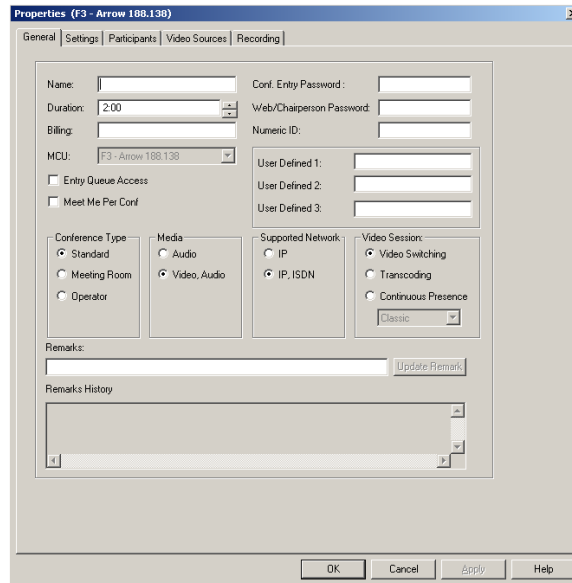 Properties (F3 - Arrow 188.138)
General Settings Participants Video Sources Recording
Name: Conf. Entry Password :
Duration: 2:00 Web/Chairperson Password:
Billing: Numeric ID:
MCU: F3 - Arrow 188.138 User Defined 1:
Entry Queue Access User Defined 2:
Meet Me Per Conf User Defined 3:
Conference Type Media Supported Network Video Session:
Standard Audio IP Video Switching
Meeting Room Video, Audio IP, ISDN Transcoding
Operator Continuous Presence
Classic
Remarks:
Update Remark
Remarks History
OK Cancel Apply Help